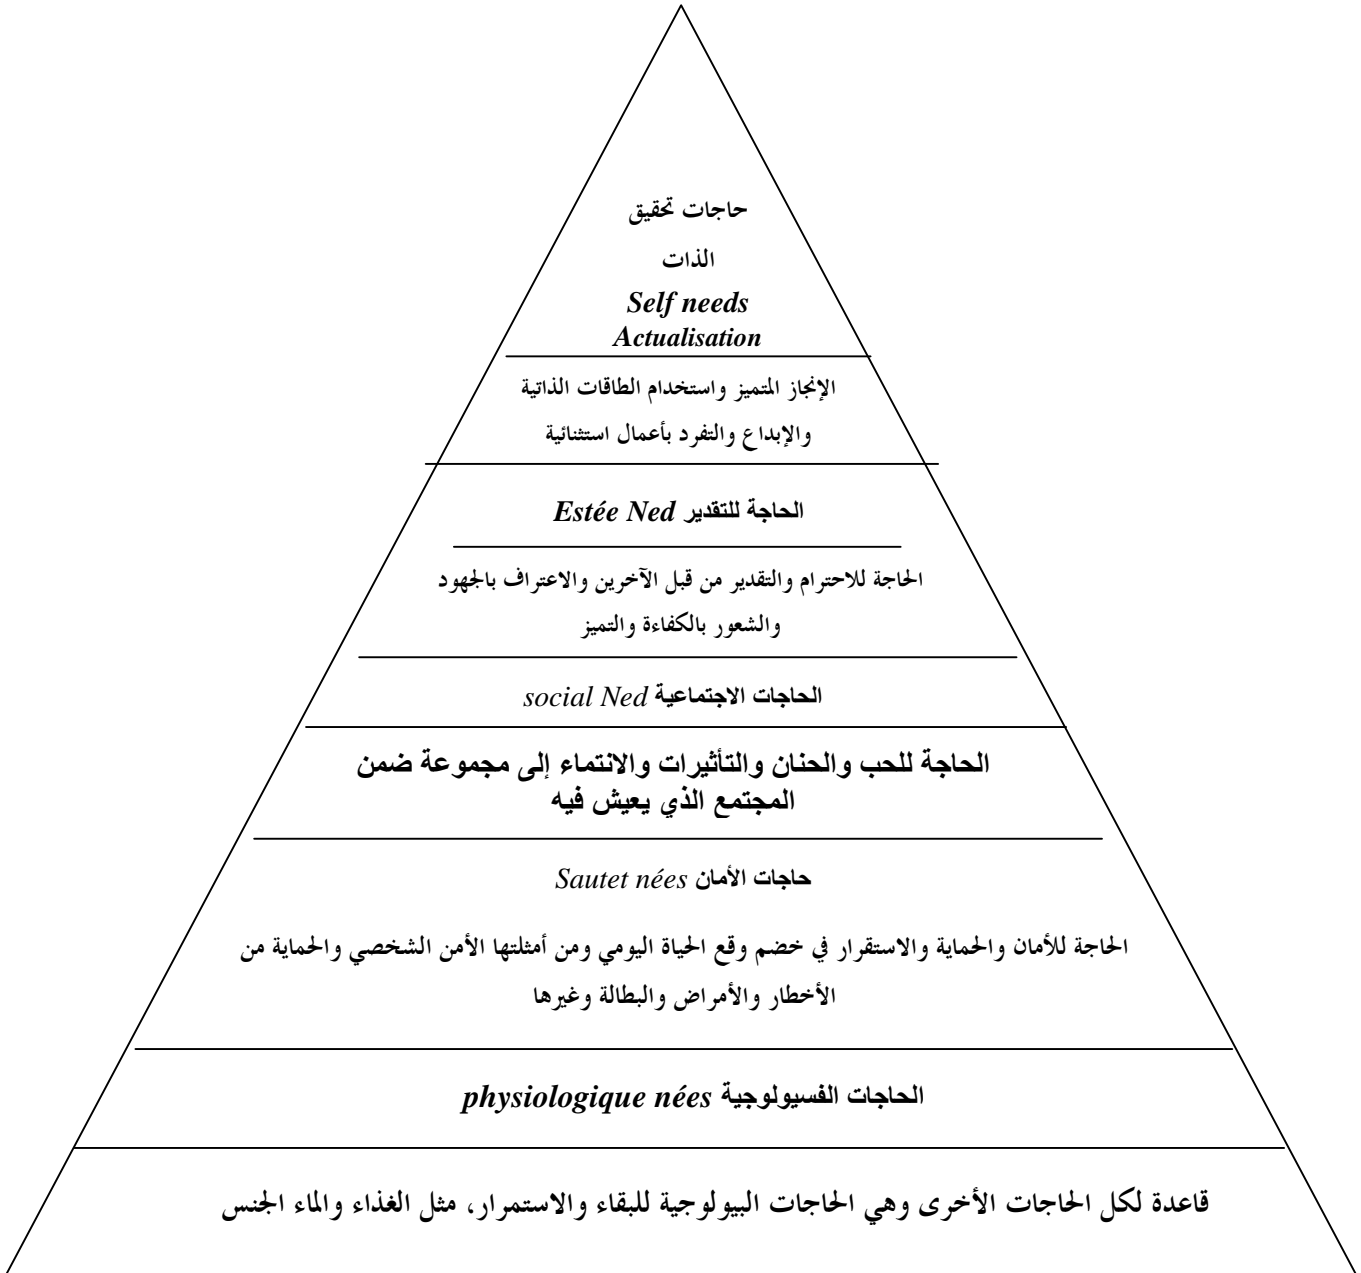 حاجات تحقيق
الذات
Self needs
Actualisation
الإنجاز المتميز واستخدام الطاقات الذاتية
والإبداع والتفرد بأعمال استثنائية
الحاجة للتقدير Estée Ned
الحاجة للاحترام والتقدير من قبل الآخرين والاعتراف بالجهود
والشعور بالكفاءة والتميز
الحاجات الاجتماعية social Ned
الحاجة للحب والحنان والتأثيرات والانتماء إلى مجموعة ضمن
المجتمع الذي يعيش فيه
حاجات الأمان Sautet nées
الحاجة للأمان والحماية والاستقرار في خضم وقع الحياة اليومي ومن أمثلتها الأمن الشخصي والحماية من
الأخطار والأمراض والبطالة وغيرها
الحاجات الفسيولوجية physiologique nées
قاعدة لكل الحاجات الأخرى وهي الحاجات البيولوجية للبقاء والاستمرار، مثل الغذاء والماء الجنس